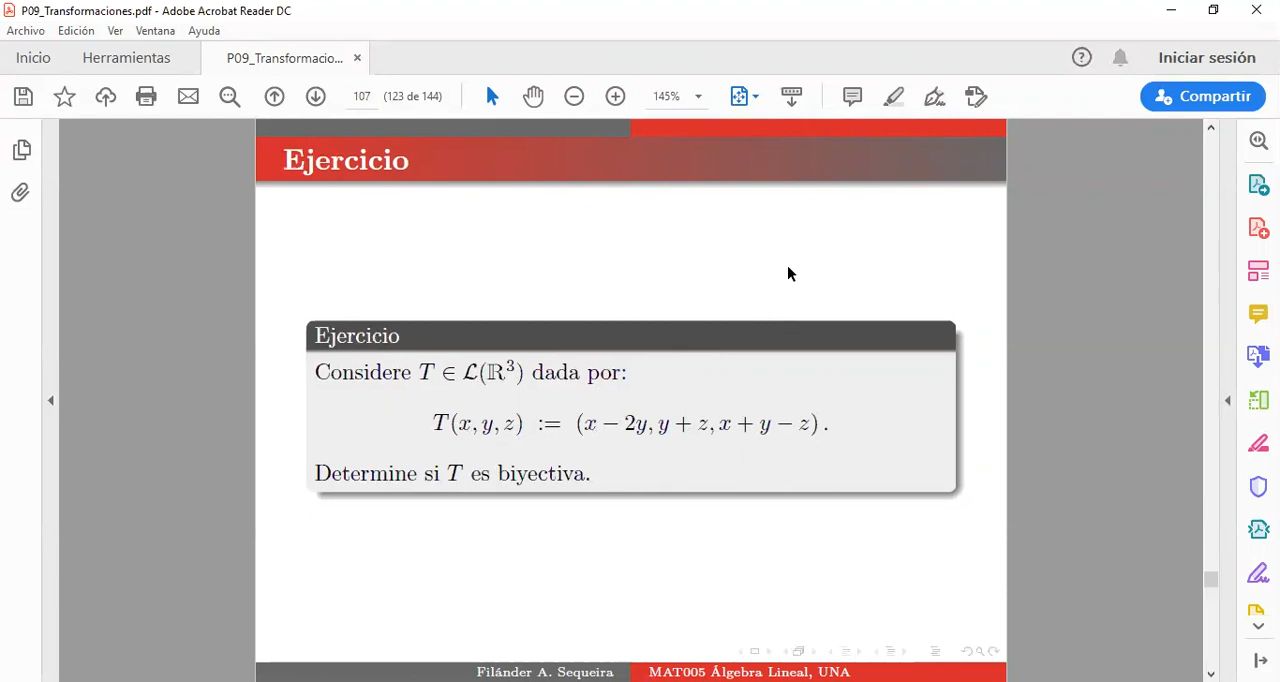 P09_Transformaciones.pdf - Adobe Acrobat Reader DC
Archivo Edición Ver Ventana Ayuda
Inicio Herramientas P09_Transformacio... × Iniciar sesión
107 (123 de 144) 145% Compartir
Ejercicio
Ejercicio
Considere T ∈ ℒ(ℝ³) dada por:
T(x, y, z) := (x − 2y, y + z, x + y − z).
Determine si T es biyectiva.
Filánder A. Sequeira MAT005 Álgebra Lineal, UNA